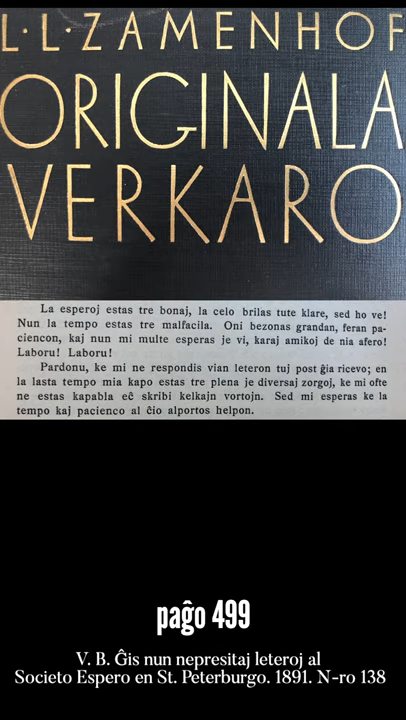 L·L·ZAMENHOF
ORIGINALA
VERKARO
La esperoj estas tre bonaj, la celo brilas tute klare, sed ho ve!
Nun la tempo estas tre malfacila. Oni bezonas grandan, feran pa-
ciencon, kaj nun mi multe esperas je vi, karaj amikoj de nia afero!
Laboru! Laboru!
Pardonu, ke mi ne respondis vian leteron tuj post ĝia ricevo; en
la lasta tempo mia kapo estas tre plena je diversaj zorgoj, ke mi ofte
ne estas kapabla eĉ skribi kelkajn vortojn. Sed mi esperas ke la
tempo kaj pacienco al ĉio alportos helpon.
paĝo 499
V. B. Ĝis nun nepresitaj leteroj al
Societo Espero en St. Peterburgo. 1891. N-ro 138